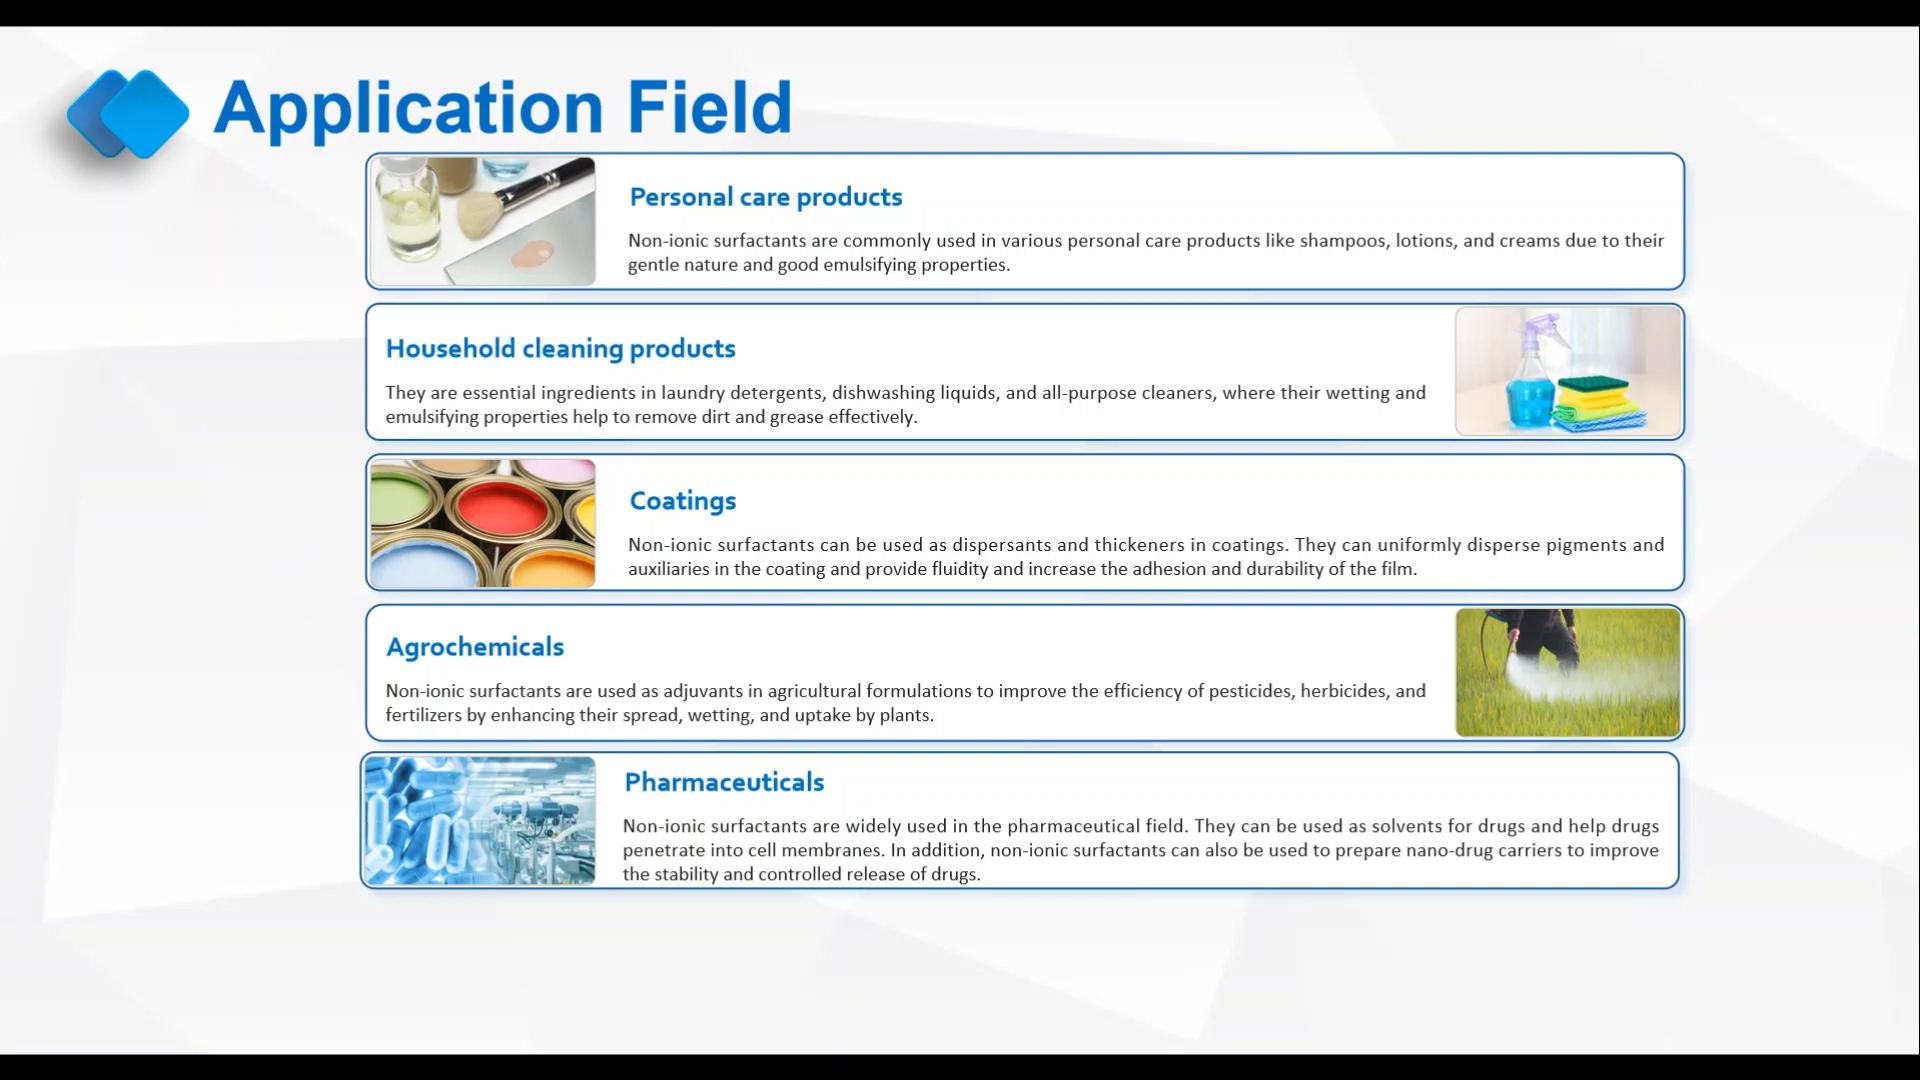 Application Field
Personal care products
Non-ionic surfactants are commonly used in various personal care products like shampoos, lotions, and creams due to their
gentle nature and good emulsifying properties.
Household cleaning products
They are essential ingredients in laundry detergents, dishwashing liquids, and all-purpose cleaners, where their wetting and
emulsifying properties help to remove dirt and grease effectively.
Coatings
Non-ionic surfactants can be used as dispersants and thickeners in coatings. They can uniformly disperse pigments and
auxiliaries in the coating and provide fluidity and increase the adhesion and durability of the film.
Agrochemicals
Non-ionic surfactants are used as adjuvants in agricultural formulations to improve the efficiency of pesticides, herbicides, and
fertilizers by enhancing their spread, wetting, and uptake by plants.
Pharmaceuticals
Non-ionic surfactants are widely used in the pharmaceutical field. They can be used as solvents for drugs and help drugs
penetrate into cell membranes. In addition, non-ionic surfactants can also be used to prepare nano-drug carriers to improve
the stability and controlled release of drugs.